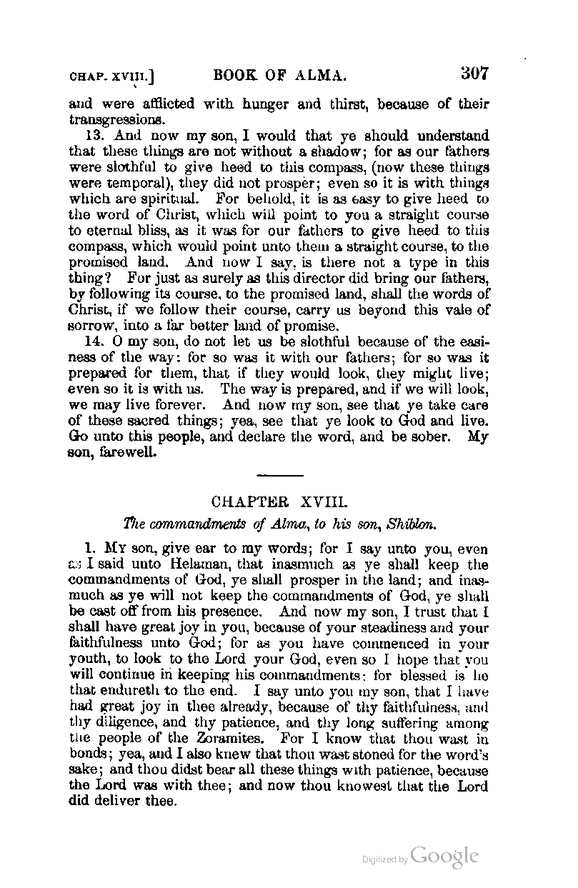 CHAP. XVIII.] BOOK OF ALMA. 307
and were afflicted with hunger and thirst, because of their
transgressions.
13. And now my son, I would that ye should understand
that these things are not without a shadow; for as our fathers
were slothful to give heed to this compass, (now these things
were temporal), they did not prosper; even so it is with things
which are spiritual. For behold, it is as easy to give heed to
the word of Christ, which will point to you a straight course
to eternal bliss, as it was for our fathers to give heed to this
compass, which would point unto them a straight course, to the
promised land. And now I say, is there not a type in this
thing? For just as surely as this director did bring our fathers,
by following its course, to the promised land, shall the words of
Christ, if we follow their course, carry us beyond this vale of
sorrow, into a far better land of promise.
14. O my son, do not let us be slothful because of the easi-
ness of the way: for so was it with our fathers; for so was it
prepared for them, that if they would look, they might live;
even so it is with us. The way is prepared, and if we will look,
we may live forever. And now my son, see that ye take care
of these sacred things; yea, see that ye look to God and live.
Go unto this people, and declare the word, and be sober. My
son, farewell.
CHAPTER XVIII.
The commandments of Alma, to his son, Shiblon.
1. MY son, give ear to my words; for I say unto you, even
as I said unto Helaman, that inasmuch as ye shall keep the
commandments of God, ye shall prosper in the land; and inas-
much as ye will not keep the commandments of God, ye shall
be cast off from his presence. And now my son, I trust that I
shall have great joy in you, because of your steadiness and your
faithfulness unto God; for as you have commenced in your
youth, to look to the Lord your God, even so I hope that you
will continue in keeping his commandments: for blessed is he
that endureth to the end. I say unto you my son, that I have
had great joy in thee already, because of thy faithfulness, and
thy diligence, and thy patience, and thy long suffering among
the people of the Zoramites. For I know that thou wast in
bonds; yea, and I also knew that thou wast stoned for the word's
sake; and thou didst bear all these things with patience, because
the Lord was with thee; and now thou knowest that the Lord
did deliver thee.
Digitized by Google